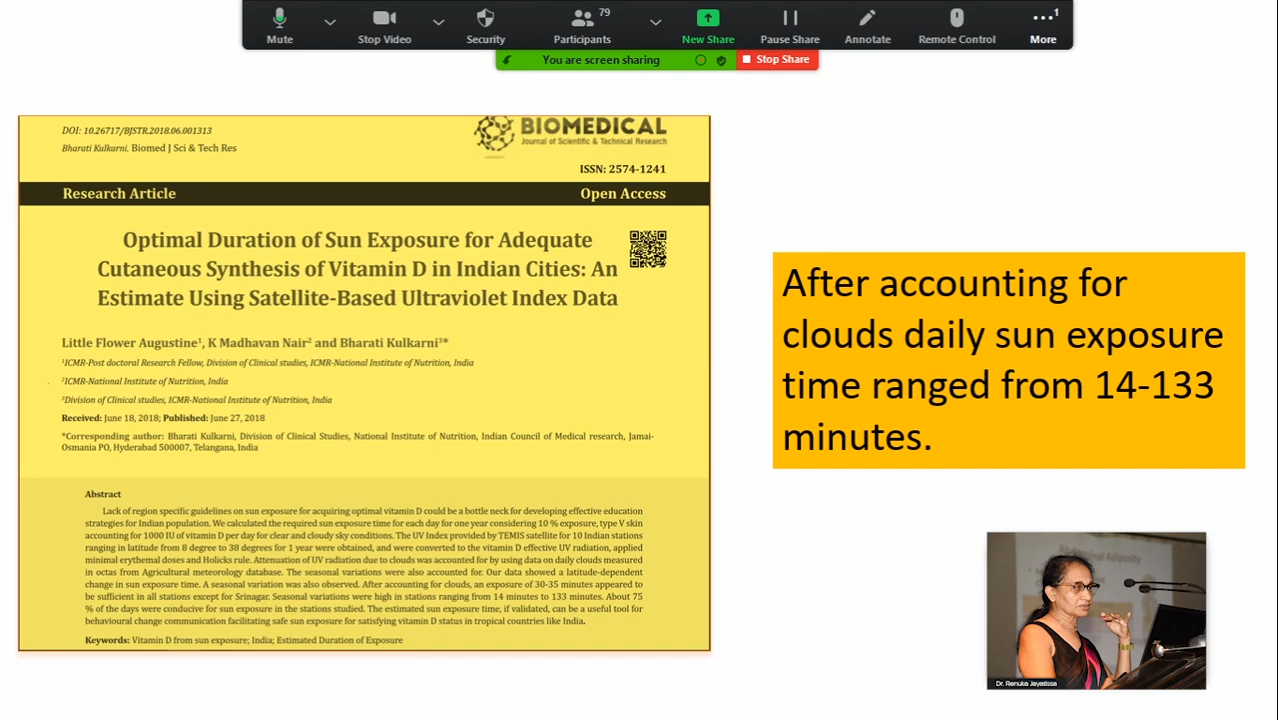 Mute
Stop Video
Security
79
Participants
New Share
Pause Share
Annotate
Remote Control
1
More
You are screen sharing
Stop Share
DOI: 10.26717/BJSTR.2018.06.001313
Bharati Kulkarni. Biomed J Sci & Tech Res
BIOMEDICAL
Journal of Scientific & Technical Research
ISSN: 2574-1241
Research Article
Open Access
Optimal Duration of Sun Exposure for Adequate
Cutaneous Synthesis of Vitamin D in Indian Cities: An
Estimate Using Satellite-Based Ultraviolet Index Data
Little Flower Augustine¹, K Madhavan Nair² and Bharati Kulkarni³*
¹ICMR-Post doctoral Research Fellow, Division of Clinical studies, ICMR-National Institute of Nutrition, India
²ICMR-National Institute of Nutrition, India
³Division of Clinical studies, ICMR-National Institute of Nutrition, India
Received: June 18, 2018; Published: June 27, 2018
*Corresponding author: Bharati Kulkarni, Division of Clinical Studies, National Institute of Nutrition, Indian Council of Medical research, Jamai-
Osmania PO, Hyderabad 500007, Telangana, India
Abstract
Lack of region specific guidelines on sun exposure for acquiring optimal vitamin D could be a bottle neck for developing effective education
strategies for Indian population. We calculated the required sun exposure time for each day for one year considering 10 % exposure, type V skin
accounting for 1000 IU of vitamin D per day for clear and cloudy sky conditions. The UV Index provided by TEMIS satellite for 10 Indian stations
ranging in latitude from 8 degree to 38 degrees for 1 year were obtained, and were converted to the vitamin D effective UV radiation, applied
minimal erythemal doses and Holicks rule. Attenuation of UV radiation due to clouds was accounted for by using data on daily clouds measured
in octas from Agricultural meteorology database. The seasonal variations were also accounted for. Our data showed a latitude-dependent
change in sun exposure time. A seasonal variation was also observed. After accounting for clouds, an exposure of 30-35 minutes appeared to
be sufficient in all stations except for Srinagar. Seasonal variations were high in stations ranging from 14 minutes to 133 minutes. About 75
% of the days were conducive for sun exposure in the stations studied. The estimated sun exposure time, if validated, can be a useful tool for
behavioural change communication facilitating safe sun exposure for satisfying vitamin D status in tropical countries like India.
Keywords: Vitamin D from sun exposure; India; Estimated Duration of Exposure
After accounting for
clouds daily sun exposure
time ranged from 14-133
minutes.
Abdominal Adiposity
Dr. Renuka Jayatissa